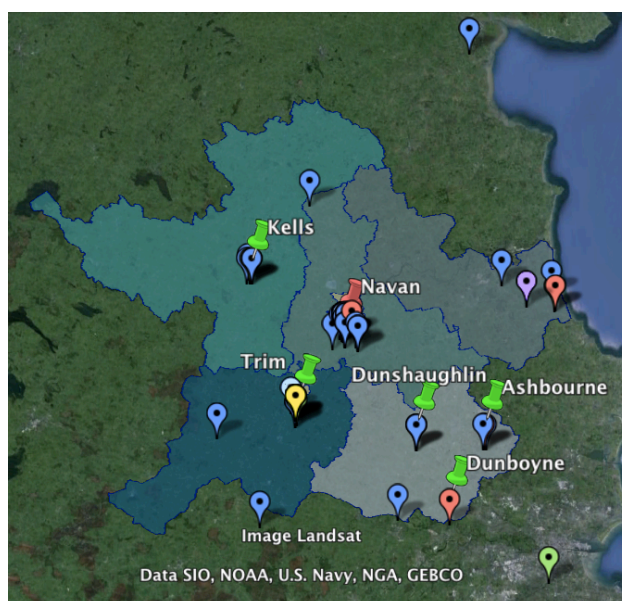 Kells
Navan
Trim
Dunshaughlin
Ashbourne
Dunboyne
Image Landsat
Data SIO, NOAA, U.S. Navy, NGA, GEBCO